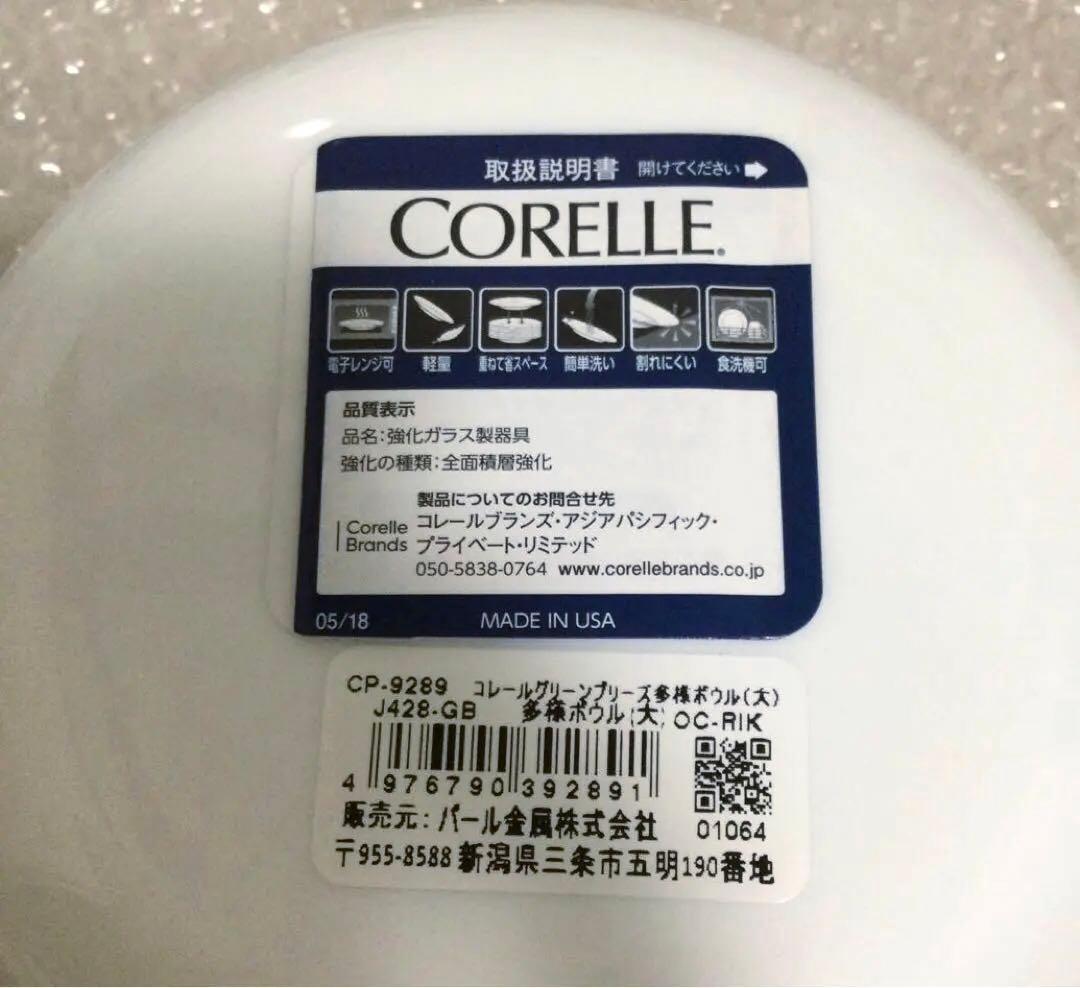 取扱説明書 開けてください
CORELLE®
電子レンジ可 軽量 重ねて省スペース 簡単洗い 割れにくい 食洗機可
品質表示
品名:強化ガラス製器具
強化の種類:全面積層強化
製品についてのお問合せ先
Corelle Brands
コレールブランズ・アジアパシフィック・
プライベート・リミテッド
050-5838-0764 www.corellebrands.co.jp
05/18 MADE IN USA
CP-9289 コレールグリーンブリーズ多様ボウル(大)
J428-GB 多様ボウル(大) OC-RIK
4 976790 392891
01064
販売元:パール金属株式会社
〒955-8588 新潟県三条市五明190番地